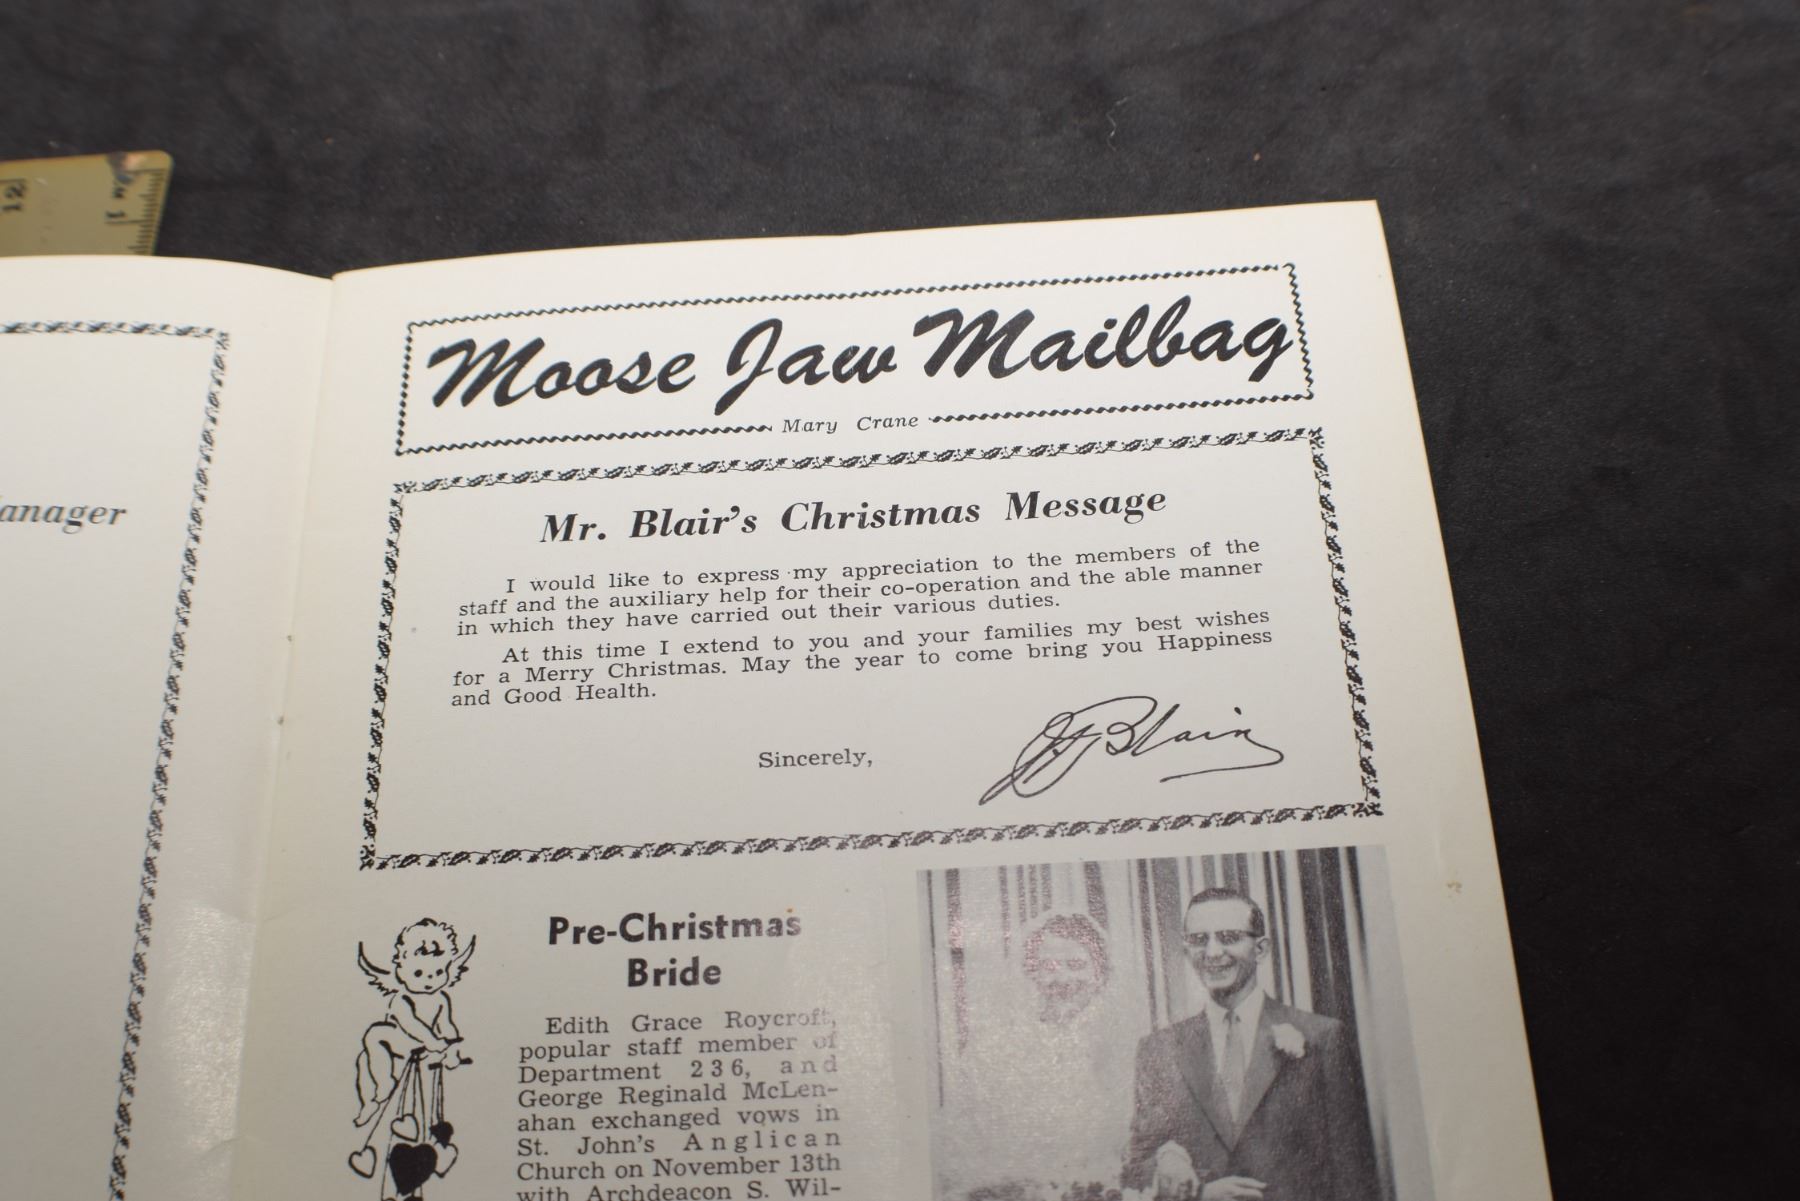 12
anager
Moose Jaw Mailbag
Mary Crane
Mr. Blair's Christmas Message
I would like to express my appreciation to the members of the
staff and the auxiliary help for their co-operation and the able manner
in which they have carried out their various duties.
At this time I extend to you and your families my best wishes
for a Merry Christmas. May the year to come bring you Happiness
and Good Health.
Sincerely,
Blair
Pre-Christmas
Bride
Edith Grace Roycroft,
popular staff member of
Department 236, and
George Reginald McLen-
ahan exchanged vows in
St. John's Anglican
Church on November 13th
with Archdeacon S. Wil-